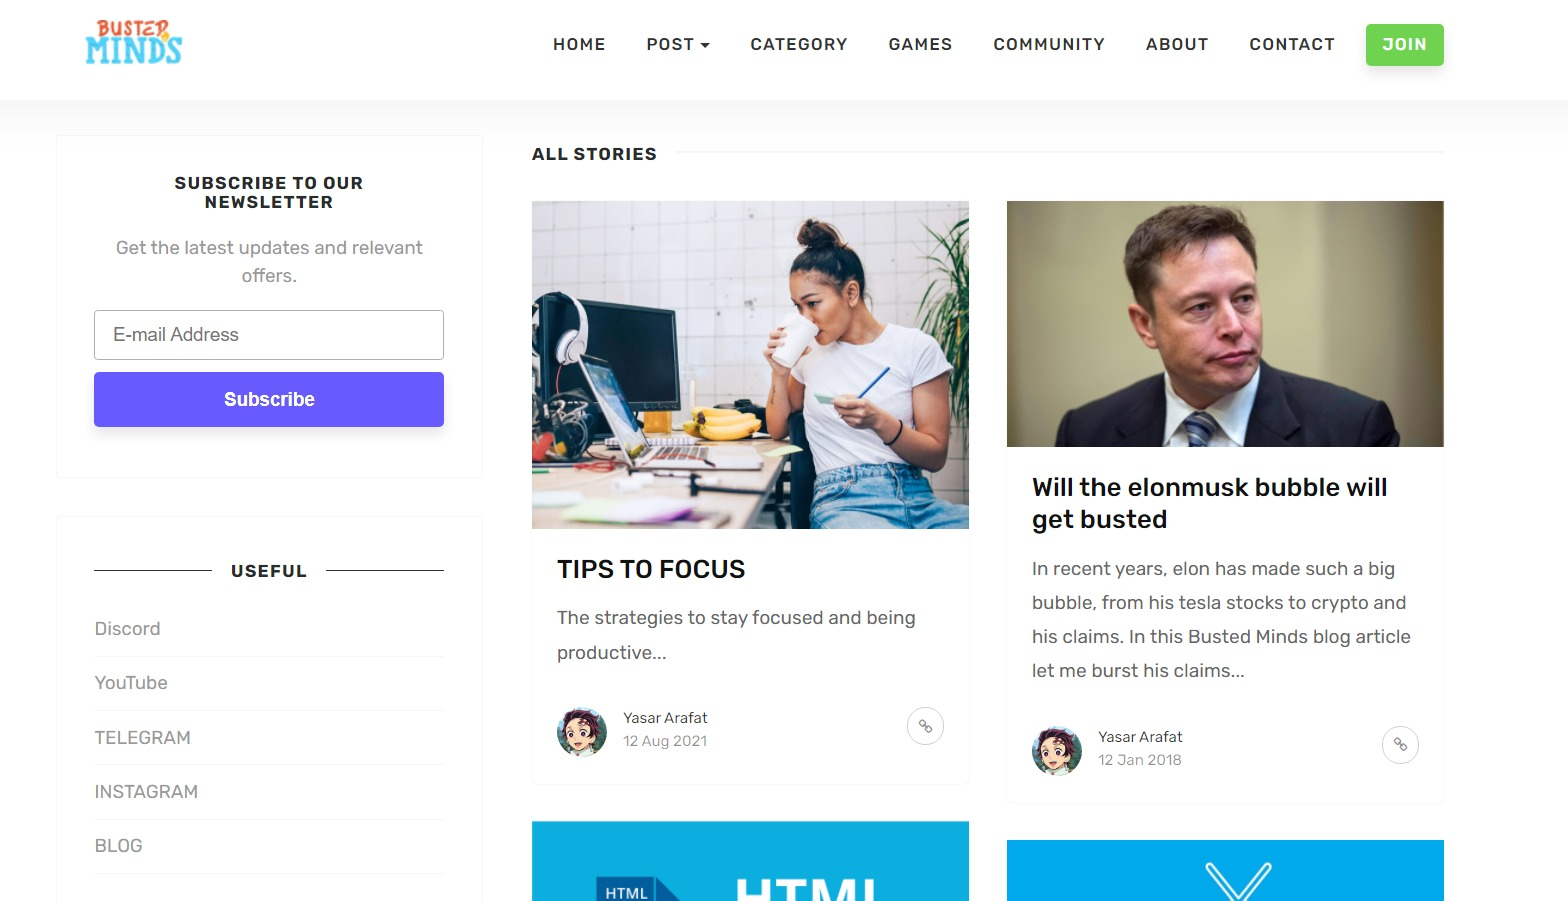 BUSTED
MINDS
HOME
POST
CATEGORY
GAMES
COMMUNITY
ABOUT
CONTACT
JOIN
SUBSCRIBE TO OUR
NEWSLETTER
Get the latest updates and relevant
offers.
E-mail Address
Subscribe
USEFUL
Discord
YouTube
TELEGRAM
INSTAGRAM
BLOG
ALL STORIES
TIPS TO FOCUS
The strategies to stay focused and being
productive...
Yasar Arafat
12 Aug 2021
HTML
HTML
Will the elonmusk bubble will
get busted
In recent years, elon has made such a big
bubble, from his tesla stocks to crypto and
his claims. In this Busted Minds blog article
let me burst his claims...
Yasar Arafat
12 Jan 2018